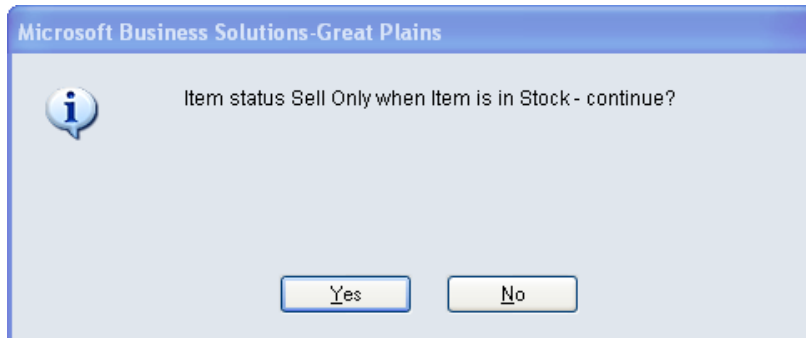 Microsoft Business Solutions-Great Plains
Item status Sell Only when Item is in Stock - continue?
Yes
No